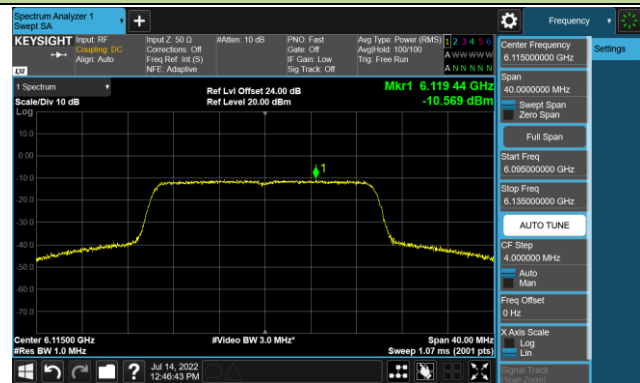 Spectrum Analyzer 1
Swept SA
Frequency
KEYSIGHT
Input: RF
Coupling: DC
Align: Auto
Input Z: 50 Ω
Corrections: Off
Freq Ref: Int (S)
NFE: Adaptive
#Atten: 10 dB
PNO: Fast
Gate: Off
IF Gain: Low
Sig Track: Off
Avg Type: Power (RMS)
Avg|Hold: 100/100
Trig: Free Run
1 2 3 4 5 6
A W W W W W
A N N N N N
LXI
1 Spectrum
Scale/Div 10 dB
Log
Ref Lvl Offset 24.00 dB
Ref Level 20.00 dBm
Mkr1 6.119 44 GHz
-10.569 dBm
10.0
0.00
-10.0
-20.0
-30.0
-40.0
-50.0
-60.0
-70.0
1
Center 6.11500 GHz
#Res BW 1.0 MHz
#Video BW 3.0 MHz*
Span 40.00 MHz
Sweep 1.07 ms (2001 pts)
Jul 14, 2022
12:46:43 PM
Center Frequency
6.115000000 GHz
Settings
Span
40.0000000 MHz
Swept Span
Zero Span
Full Span
Start Freq
6.095000000 GHz
Stop Freq
6.135000000 GHz
AUTO TUNE
CF Step
4.000000 MHz
Auto
Man
Freq Offset
0 Hz
X Axis Scale
Log
Lin
Signal Track
(Span Zoom)